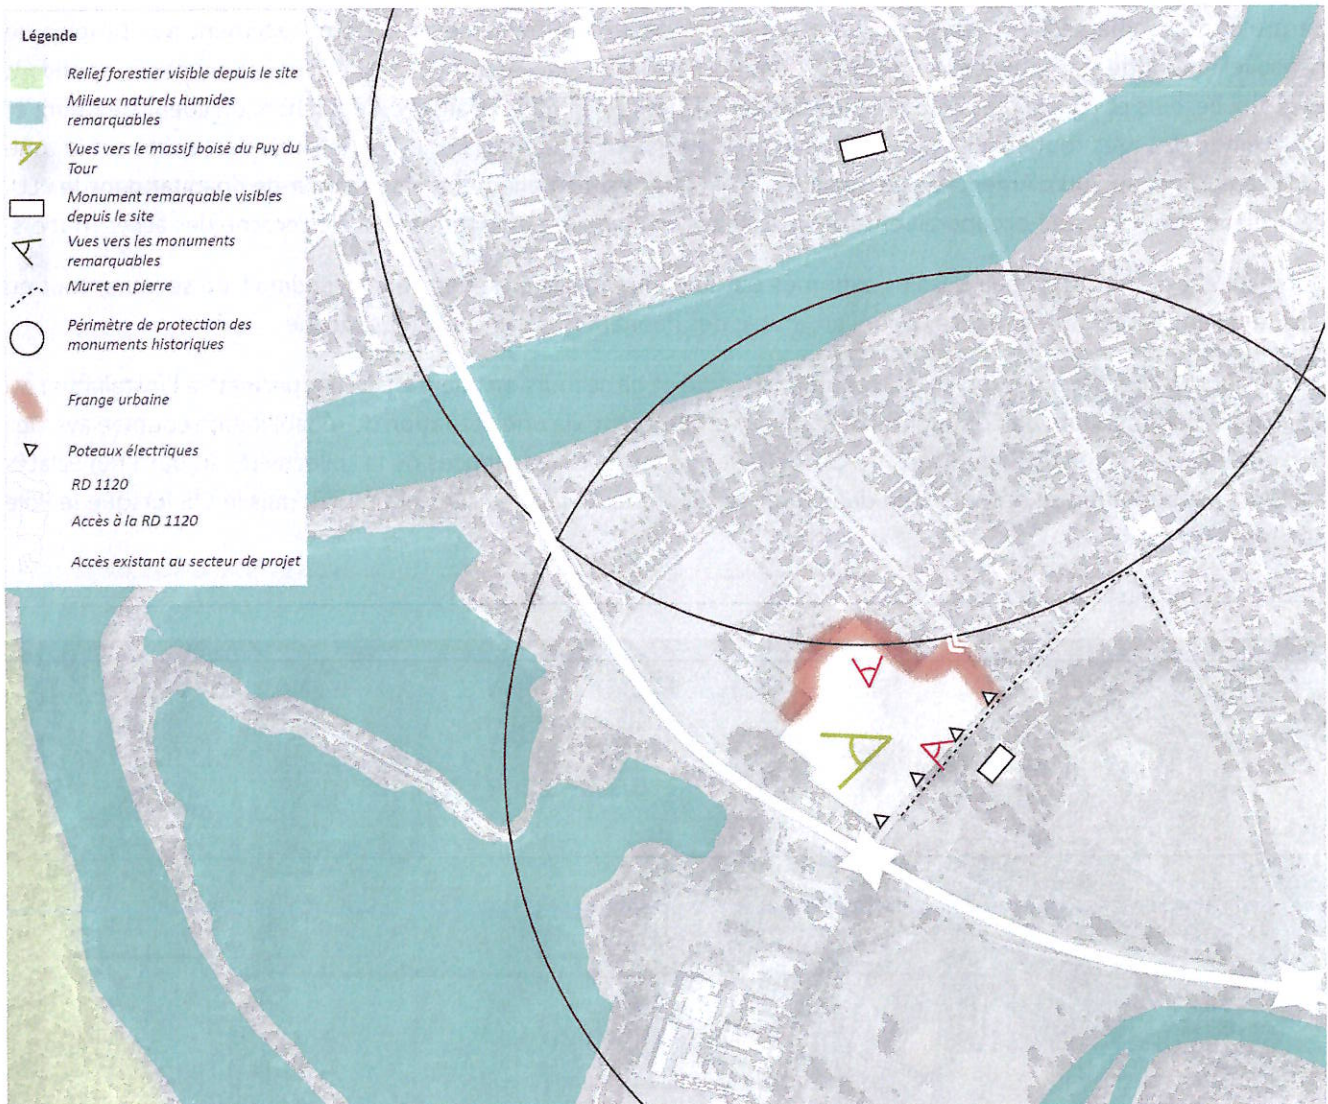 Légende
Relief forestier visible depuis le site
Milieux naturels humides
remarquables
Vues vers le massif boisé du Puy du
Tour
Monument remarquable visibles
depuis le site
Vues vers les monuments
remarquables
Muret en pierre
Périmètre de protection des
monuments historiques
Frange urbaine
Poteaux électriques
RD 1120
Accès à la RD 1120
Accès existant au secteur de projet